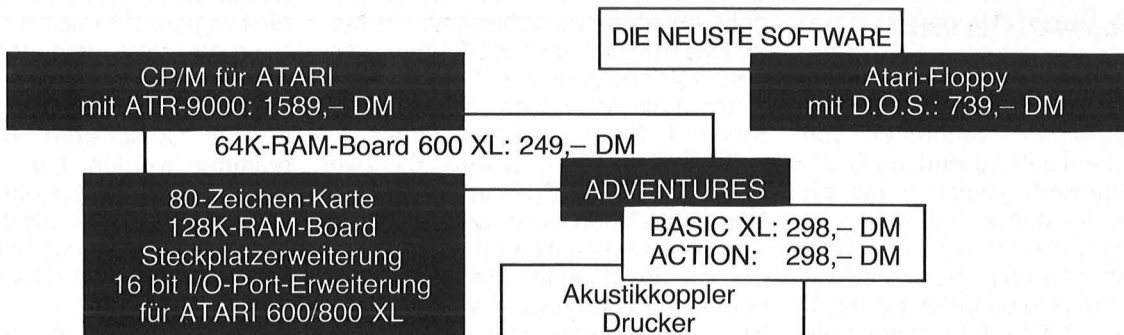 DIE NEUSTE SOFTWARE
CP/M für ATARI
mit ATR-9000: 1589,– DM
Atari-Floppy
mit D.O.S.: 739,– DM
64K-RAM-Board 600 XL: 249,– DM
80-Zeichen-Karte
128K-RAM-Board
Steckplatzerweiterung
16 bit I/O-Port-Erweiterung
für ATARI 600/800 XL
ADVENTURES
BASIC XL: 298,– DM
ACTION: 298,– DM
Akustikkoppler
Drucker